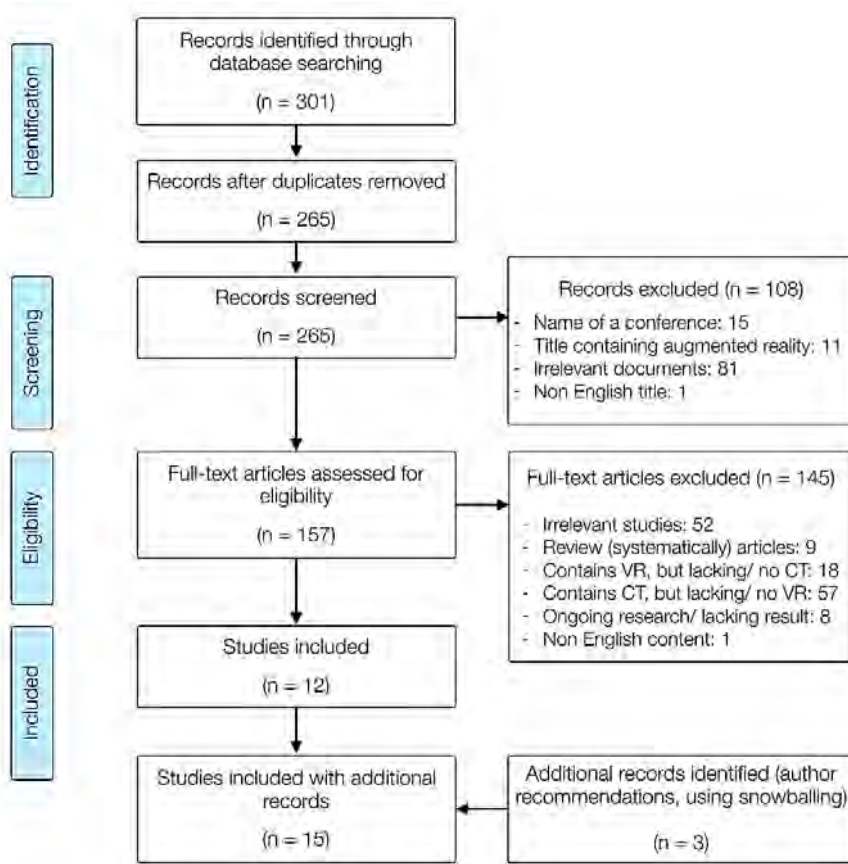 Identification
Records identified through
database searching
(n = 301)
Records after duplicates removed
(n = 265)
Screening
Records screened
(n = 265)
Records excluded (n = 108)
- Name of a conference: 15
- Title containing augmented reality: 11
- Irrelevant documents: 81
- Non English title: 1
Eligibility
Full-text articles assessed for
eligibility
(n = 157)
Full-text articles excluded (n = 145)
- Irrelevant studies: 52
- Review (systematically) articles: 9
- Contains VR, but lacking/ no CT: 18
- Contains CT, but lacking/ no VR: 57
- Ongoing research/ lacking result: 8
- Non English content: 1
Included
Studies included
(n = 12)
Studies included with additional
records
(n = 15)
Additional records identified (author
recommendations, using snowballing)
(n = 3)